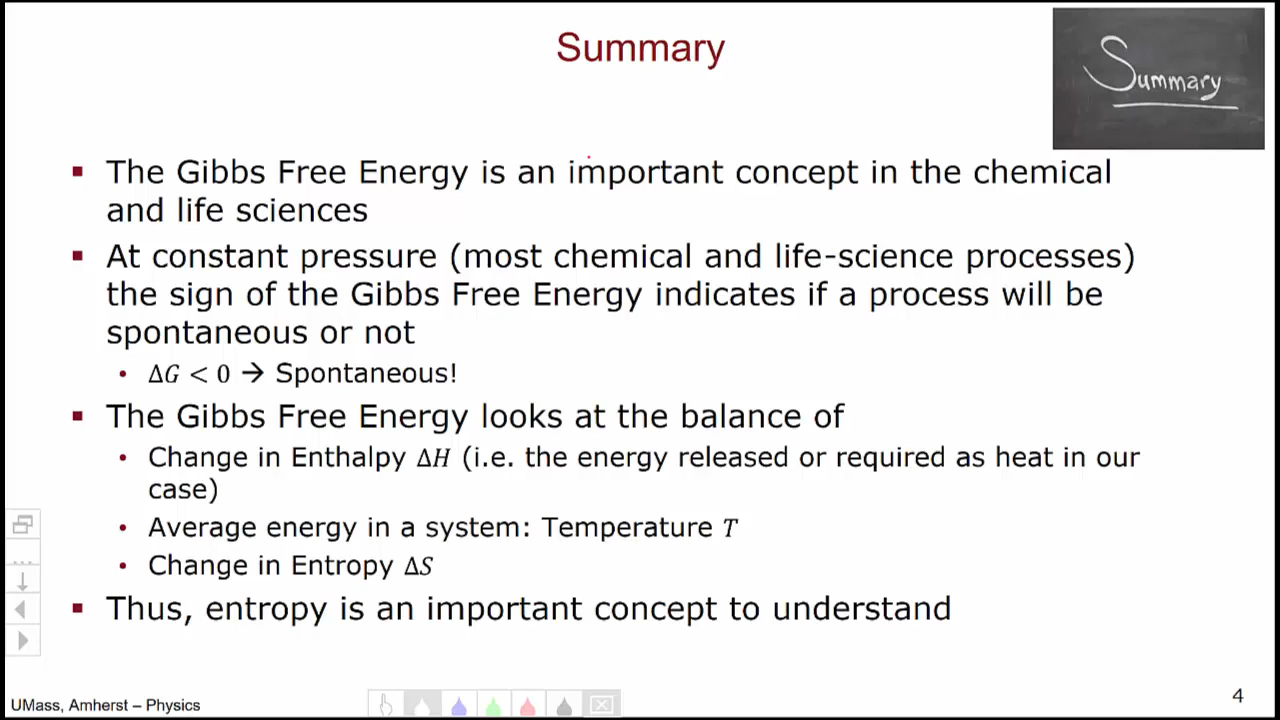 Summary
Summary
▪ The Gibbs Free Energy is an important concept in the chemical
and life sciences
▪ At constant pressure (most chemical and life-science processes)
the sign of the Gibbs Free Energy indicates if a process will be
spontaneous or not
• ΔG < 0 → Spontaneous!
▪ The Gibbs Free Energy looks at the balance of
• Change in Enthalpy ΔH (i.e. the energy released or required as heat in our
case)
• Average energy in a system: Temperature T
• Change in Entropy ΔS
▪ Thus, entropy is an important concept to understand
UMass, Amherst – Physics
4